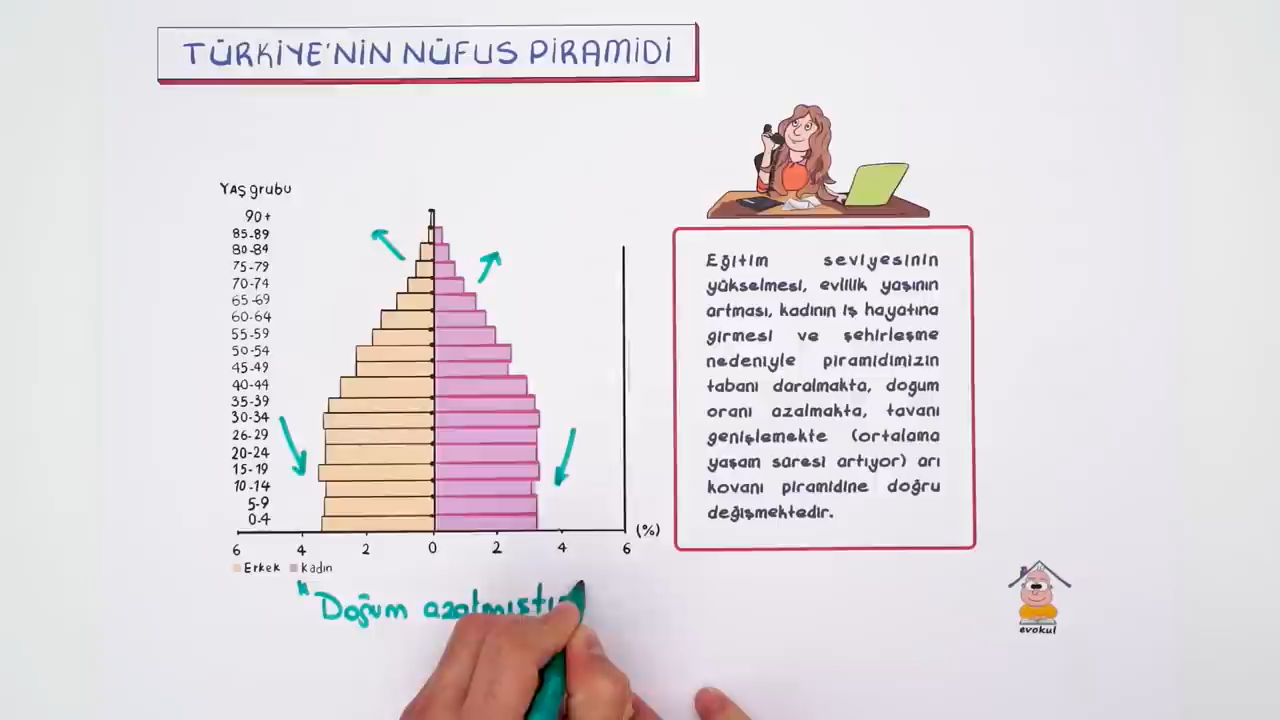 TÜRKİYE'NİN NÜFUS PİRAMİDİ
Yaş grubu
90+
85-89
80-84
75-79
70-74
65-69
60-64
55-59
50-54
45-49
40-44
35-39
30-34
26-29
20-24
15-19
10-14
5-9
0-4
6 4 2 0 2 4 6 (%)
Erkek Kadın
"Doğum azalmıştı
Eğitim seviyesinin
yükselmesi, evlilik yaşının
artması, kadının iş hayatına
girmesi ve şehirleşme
nedeniyle piramidimizin
tabanı daralmakta, doğum
oranı azalmakta, tavanı
genişlemekte (ortalama
yaşam süresi artıyor) arı
kovanı piramidine doğru
değişmektedir.
evokul